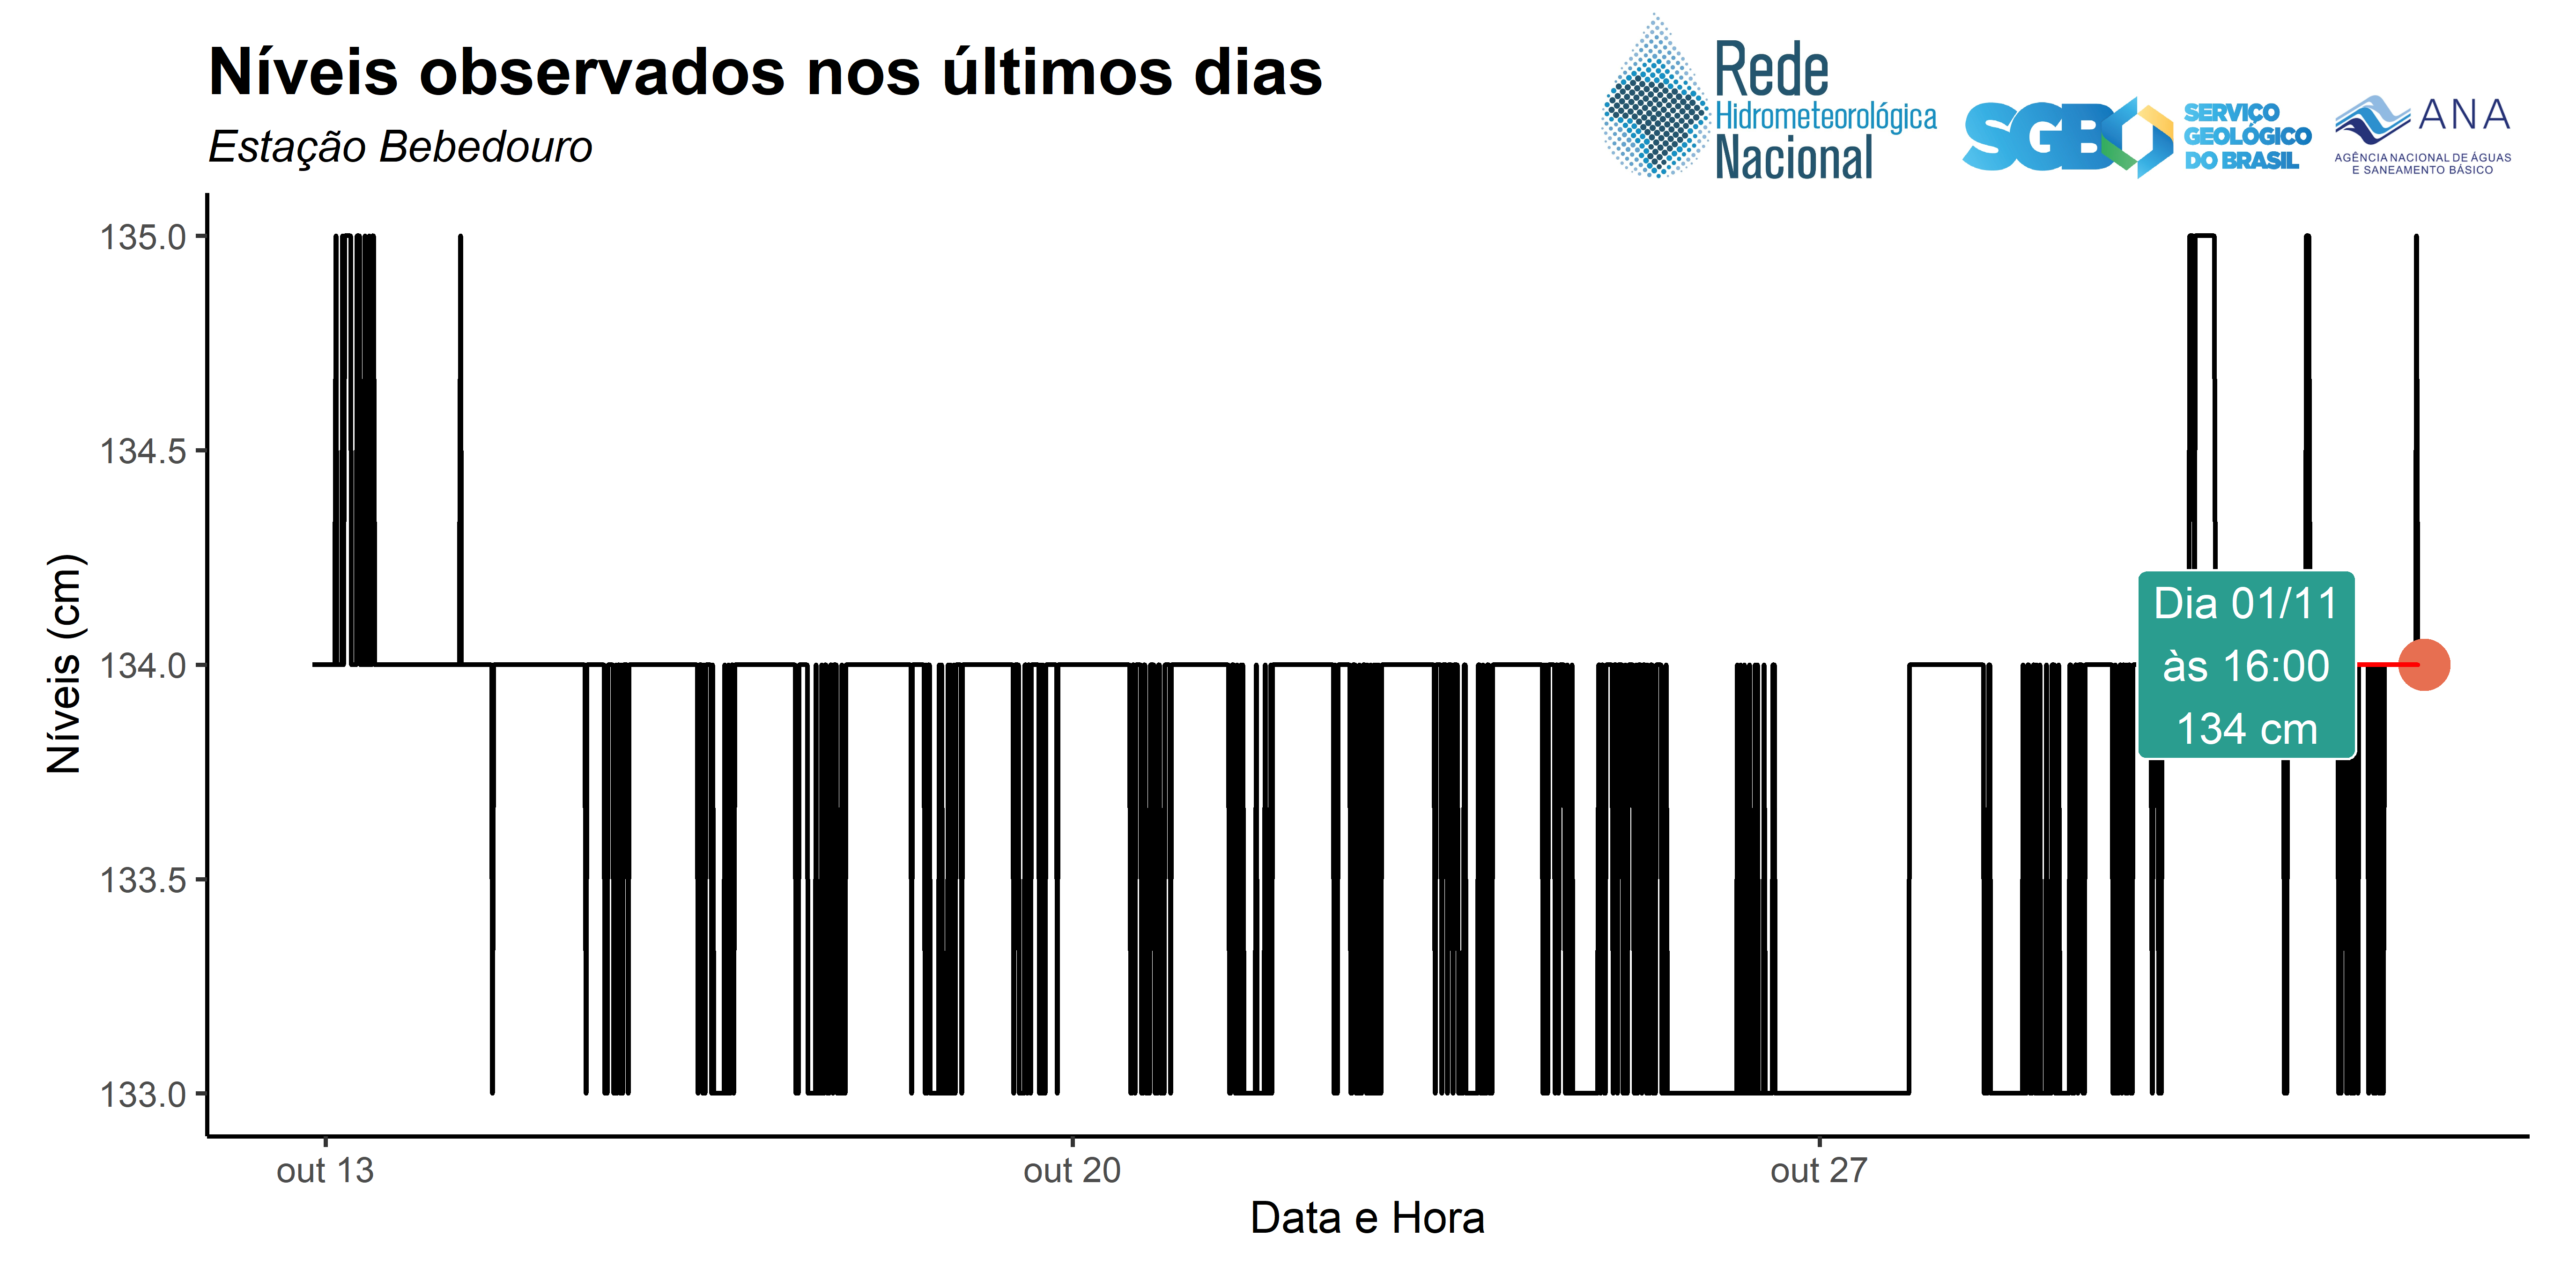 Níveis observados nos últimos dias
Estação Bebedouro
Rede
Hidrometeorológica
Nacional
SGB
SERVIÇO
GEOLÓGICO
DO BRASIL
ANA
AGÊNCIA NACIONAL DE ÁGUAS
E SANEAMENTO BÁSICO
Níveis (cm)
135.0
134.5
134.0
133.5
133.0
Dia 01/11
às 16:00
134 cm
out 13
out 20
out 27
Data e Hora